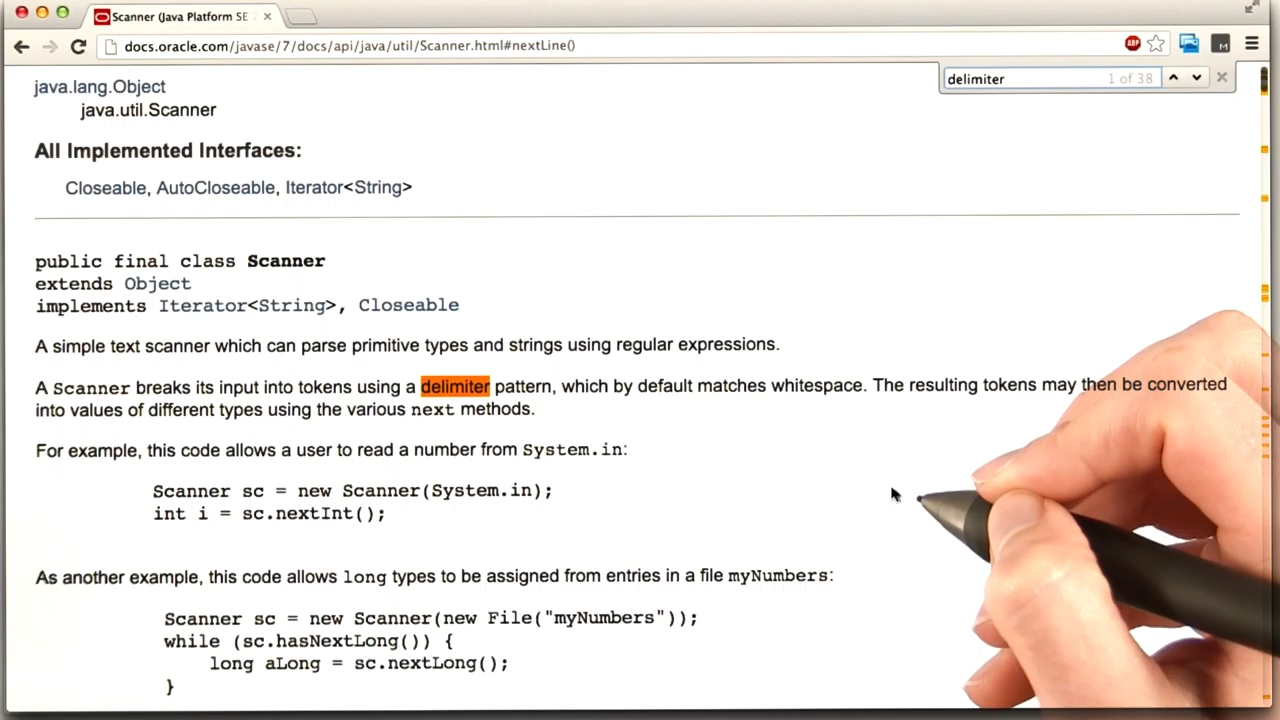 Scanner (Java Platform SE 7
docs.oracle.com/javase/7/docs/api/java/util/Scanner.html#nextLine()
ABP
M
delimiter 1 of 38
java.lang.Object
java.util.Scanner
All Implemented Interfaces:
Closeable, AutoCloseable, Iterator<String>
public final class Scanner
extends Object
implements Iterator<String>, Closeable
A simple text scanner which can parse primitive types and strings using regular expressions.
A Scanner breaks its input into tokens using a delimiter pattern, which by default matches whitespace. The resulting tokens may then be converted
into values of different types using the various next methods.
For example, this code allows a user to read a number from System.in:
Scanner sc = new Scanner(System.in);
int i = sc.nextInt();
As another example, this code allows long types to be assigned from entries in a file myNumbers:
Scanner sc = new Scanner(new File("myNumbers"));
while (sc.hasNextLong()) {
long aLong = sc.nextLong();
}